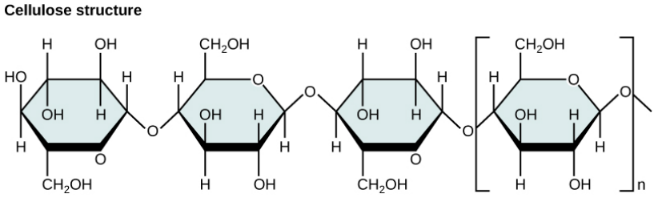 Cellulose structure
H OH CH₂OH H OH CH₂OH
HO H H O O H H O O
OH H OH H OH H OH H
O O
H O H H O H
CH₂OH H OH CH₂OH H OH n